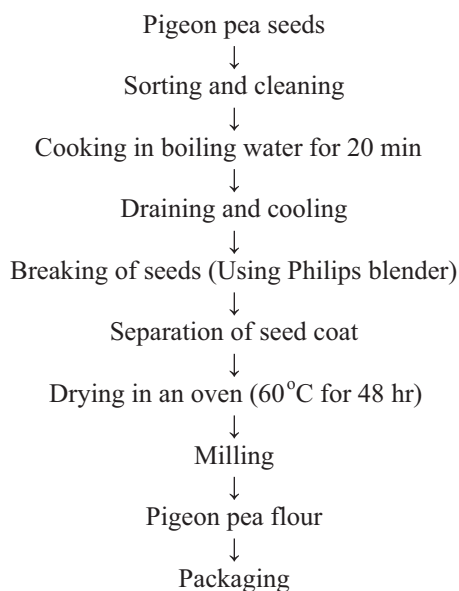 Pigeon pea seeds
↓
Sorting and cleaning
↓
Cooking in boiling water for 20 min
↓
Draining and cooling
↓
Breaking of seeds (Using Philips blender)
↓
Separation of seed coat
↓
Drying in an oven (60°C for 48 hr)
↓
Milling
↓
Pigeon pea flour
↓
Packaging